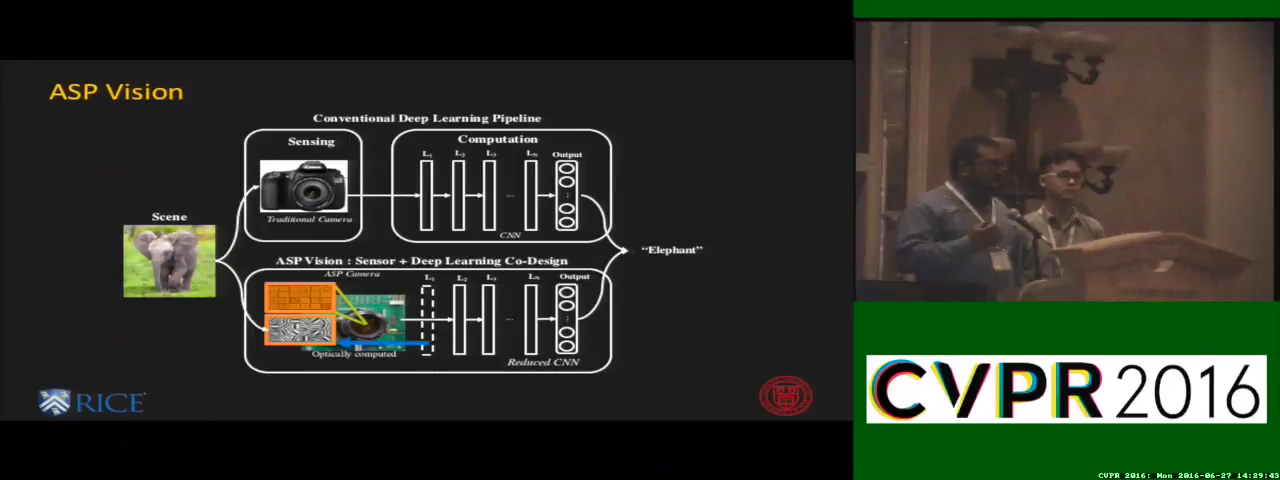 ASP Vision
Conventional Deep Learning Pipeline
Sensing
Computation
L₁ L₂ L₃ ... L_N Output
Traditional Camera
CNN
Scene
"Elephant"
ASP Vision : Sensor + Deep Learning Co-Design
ASP Camera
L₁ L₂ L₃ ... L_N Output
Optically computed
Reduced CNN
RICE
CVPR 2016
CVPR 2016: Mon 2016-06-27 14:29:43